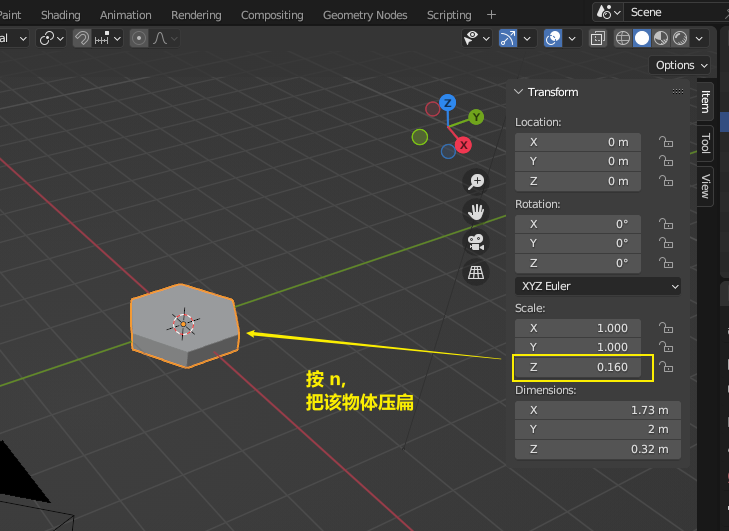 Paint Shading Animation Rendering Compositing Geometry Nodes Scripting +
Scene
al
Options
Transform
Location:
X 0 m
Y 0 m
Z 0 m
Rotation:
X 0°
Y 0°
Z 0°
XYZ Euler
Scale:
X 1.000
Y 1.000
Z 0.160
Dimensions:
X 1.73 m
Y 2 m
Z 0.32 m
Item
Tool
View
Z
Y
X
按 n,
把该物体压扁